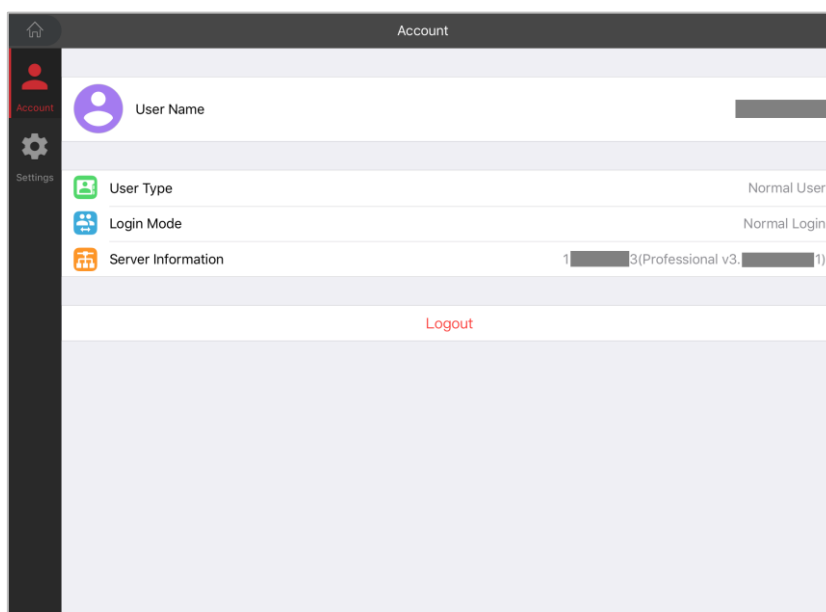 Account
Account
Settings
User Name
User Type Normal User
Login Mode Normal Login
Server Information 1 3(Professional v3. 1)
Logout